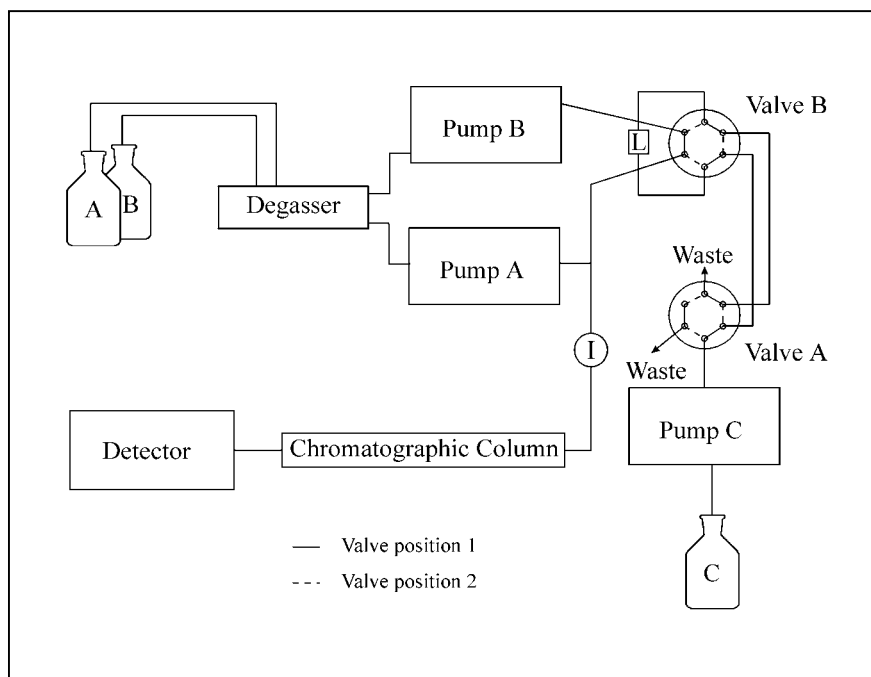 Pump B
Valve B
L
A
B
Degasser
Pump A
Waste
I
Valve A
Waste
Detector
Chromatographic Column
Pump C
Valve position 1
Valve position 2
C